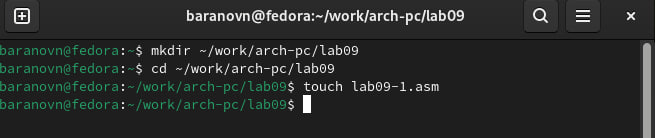 baranovn@fedora:~/work/arch-pc/lab09
baranovn@fedora:~$ mkdir ~/work/arch-pc/lab09
baranovn@fedora:~$ cd ~/work/arch-pc/lab09
baranovn@fedora:~/work/arch-pc/lab09$ touch lab09-1.asm
baranovn@fedora:~/work/arch-pc/lab09$